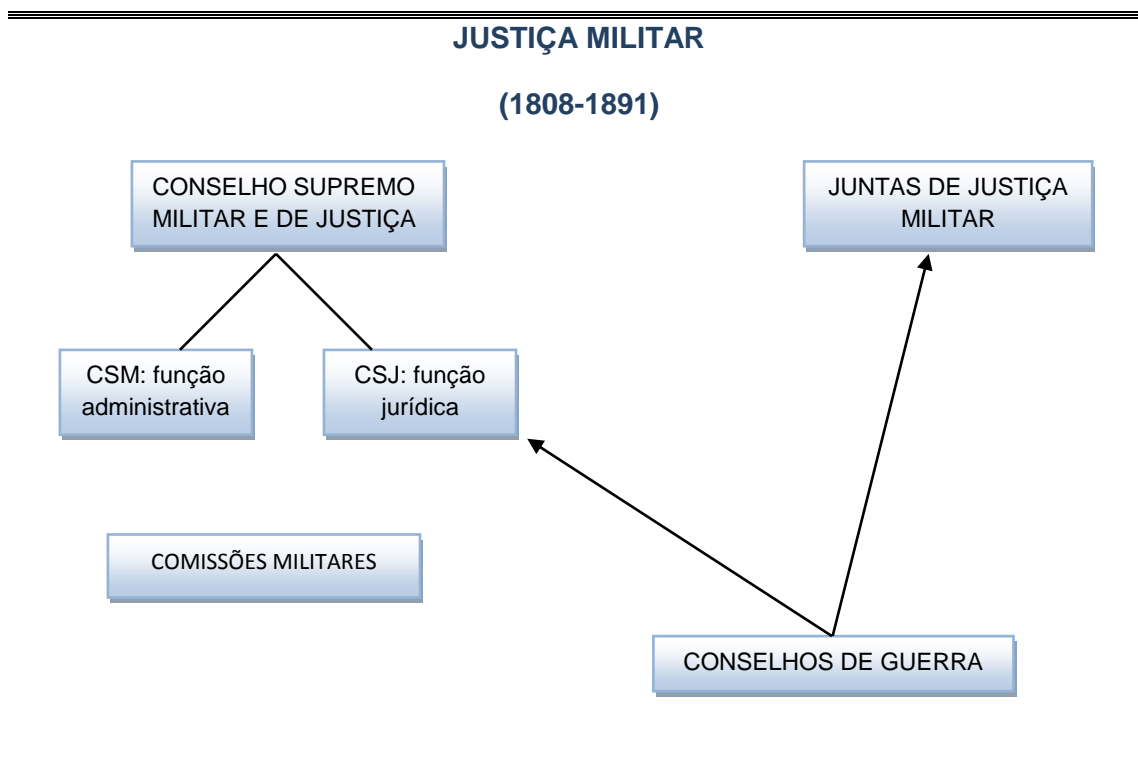 JUSTIÇA MILITAR
(1808-1891)
CONSELHO SUPREMO
MILITAR E DE JUSTIÇA
JUNTAS DE JUSTIÇA
MILITAR
CSM: função
administrativa
CSJ: função
jurídica
COMISSÕES MILITARES
CONSELHOS DE GUERRA